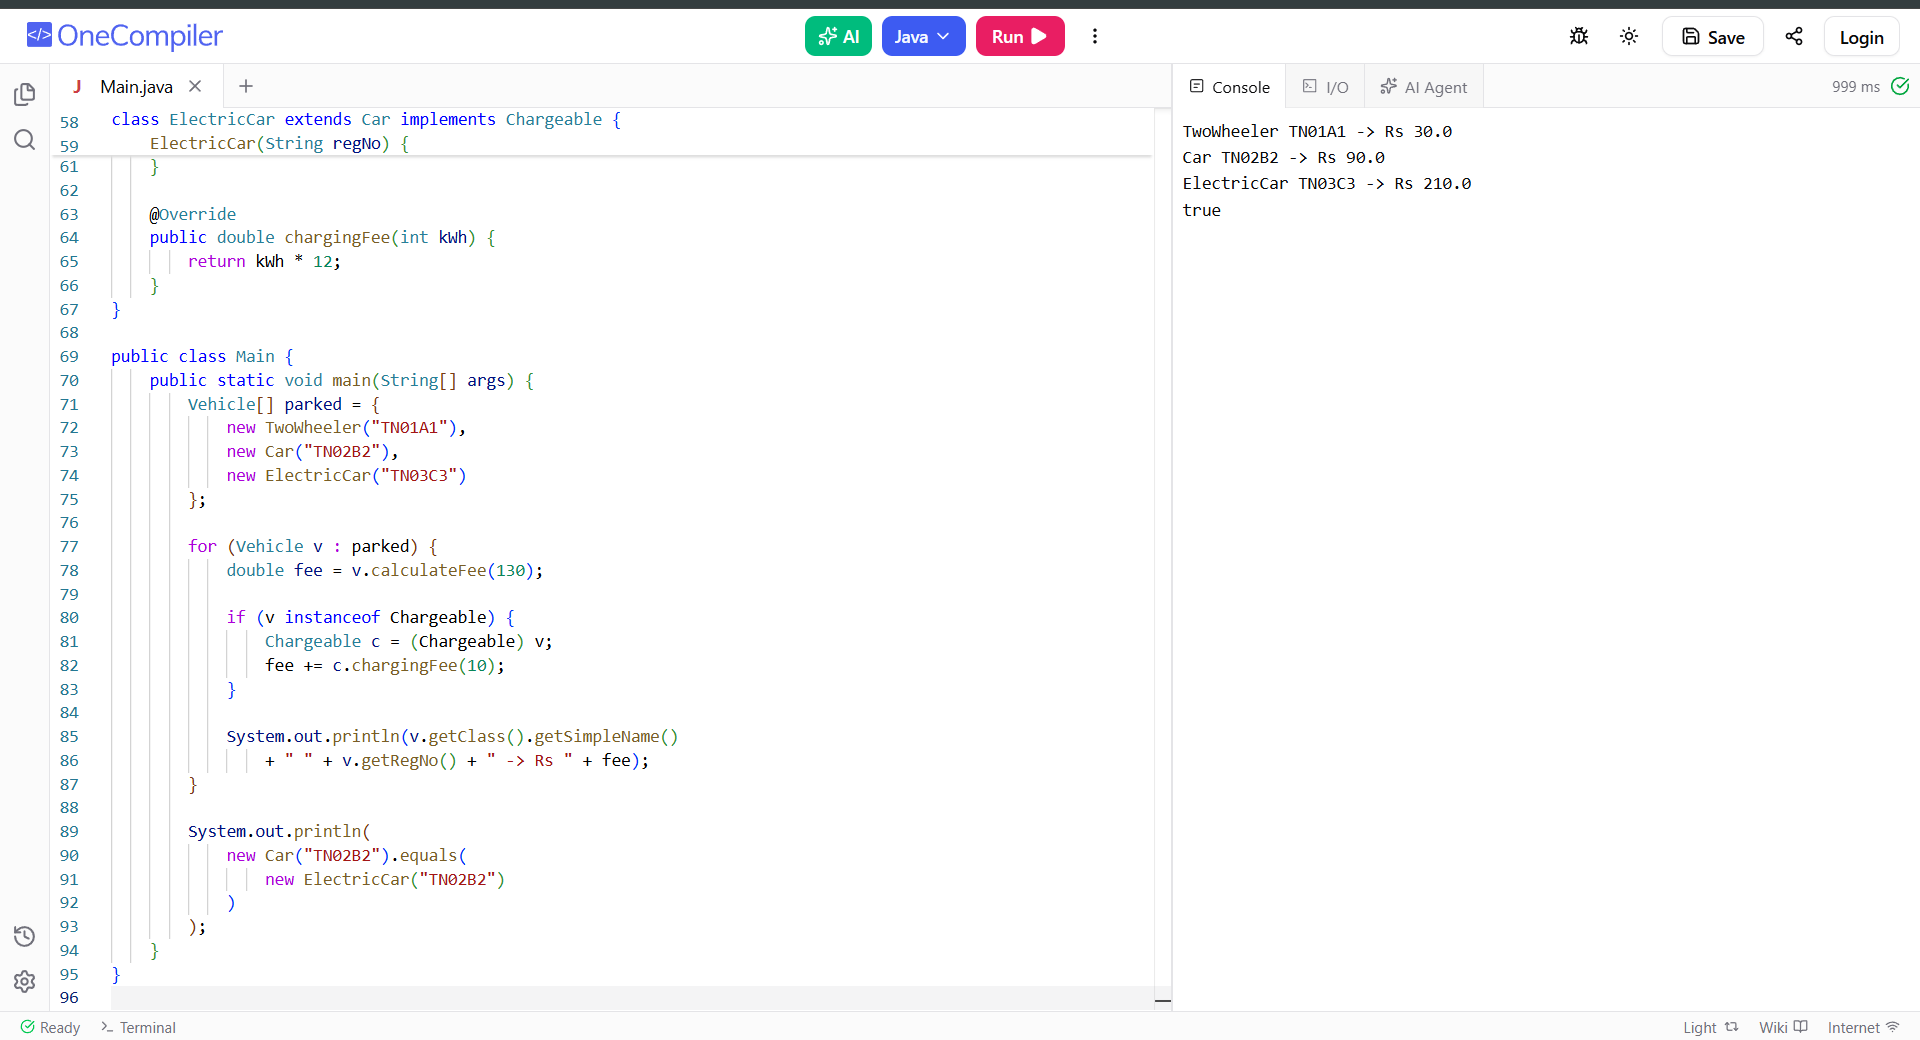 </> OneCompiler
AI
Java
Run
Save
Login
J Main.java
Console
I/O
AI Agent
999 ms
58 class ElectricCar extends Car implements Chargeable {
59     ElectricCar(String regNo) {
61     }
62
63     @Override
64     public double chargingFee(int kWh) {
65         return kWh * 12;
66     }
67 }
68
69 public class Main {
70     public static void main(String[] args) {
71         Vehicle[] parked = {
72             new TwoWheeler("TN01A1"),
73             new Car("TN02B2"),
74             new ElectricCar("TN03C3")
75         };
76
77         for (Vehicle v : parked) {
78             double fee = v.calculateFee(130);
79
80             if (v instanceof Chargeable) {
81                 Chargeable c = (Chargeable) v;
82                 fee += c.chargingFee(10);
83             }
84
85             System.out.println(v.getClass().getSimpleName()
86                 + " " + v.getRegNo() + " -> Rs " + fee);
87         }
88
89         System.out.println(
90             new Car("TN02B2").equals(
91                 new ElectricCar("TN02B2")
92             )
93         );
94     }
95 }
96
TwoWheeler TN01A1 -> Rs 30.0
Car TN02B2 -> Rs 90.0
ElectricCar TN03C3 -> Rs 210.0
true
Ready
Terminal
Light
Wiki
Internet